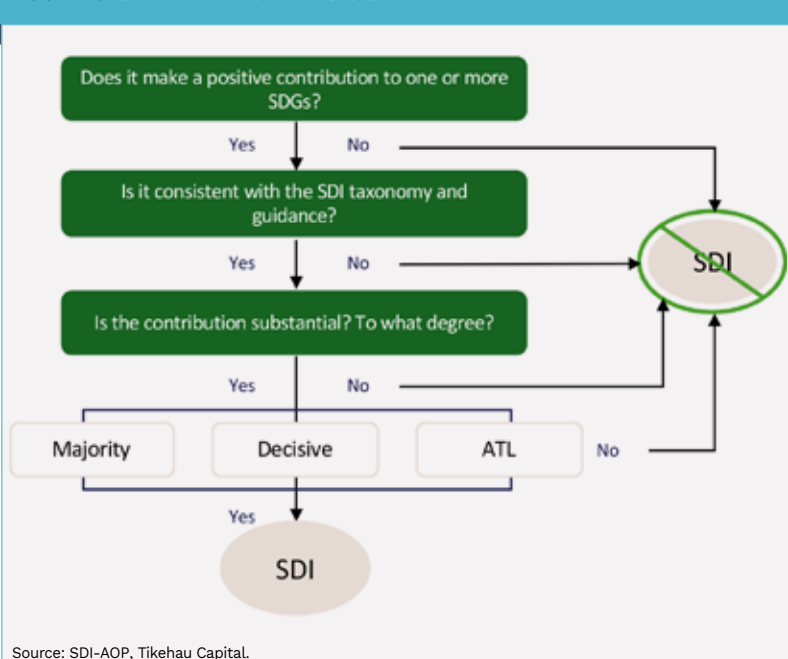 Does it make a positive contribution to one or more
SDGs?
Yes
No
Is it consistent with the SDI taxonomy and
guidance?
SDI
Yes
No
Is the contribution substantial? To what degree?
Yes
No
Majority
Decisive
ATL
No
Yes
SDI
Source: SDI-AOP, Tikehau Capital.